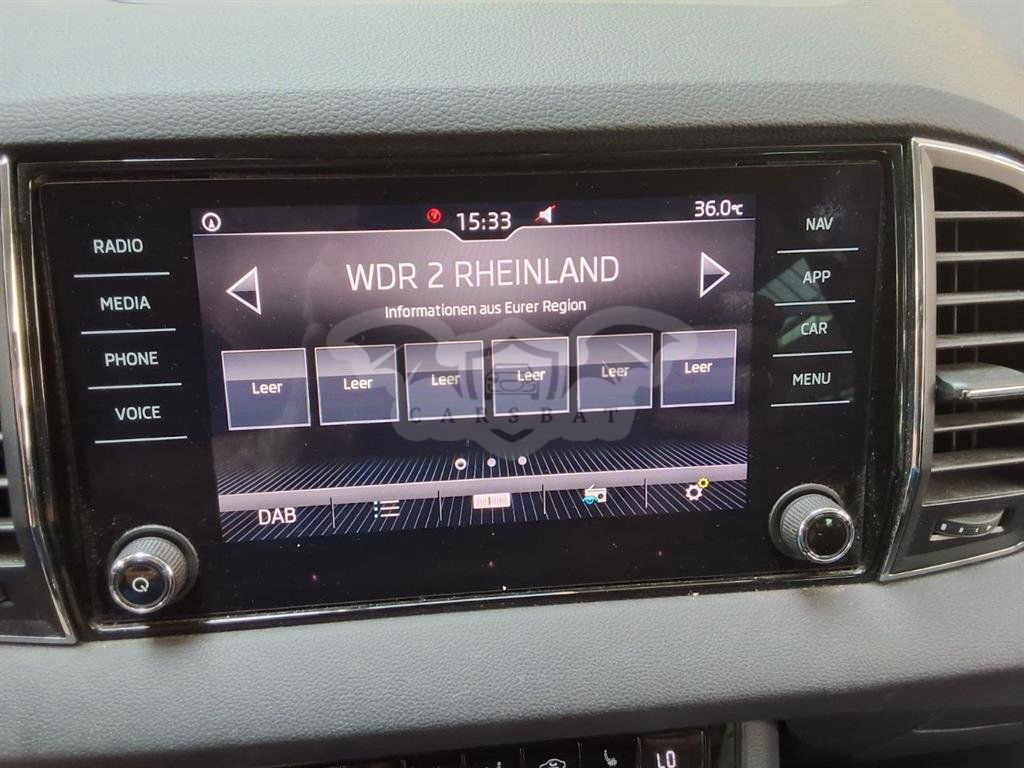 15:33
36.0°C
RADIO
MEDIA
PHONE
VOICE
WDR 2 RHEINLAND
Informationen aus Eurer Region
Leer Leer Leer Leer Leer Leer
CARSBAT
DAB
NAV
APP
CAR
MENU
LO